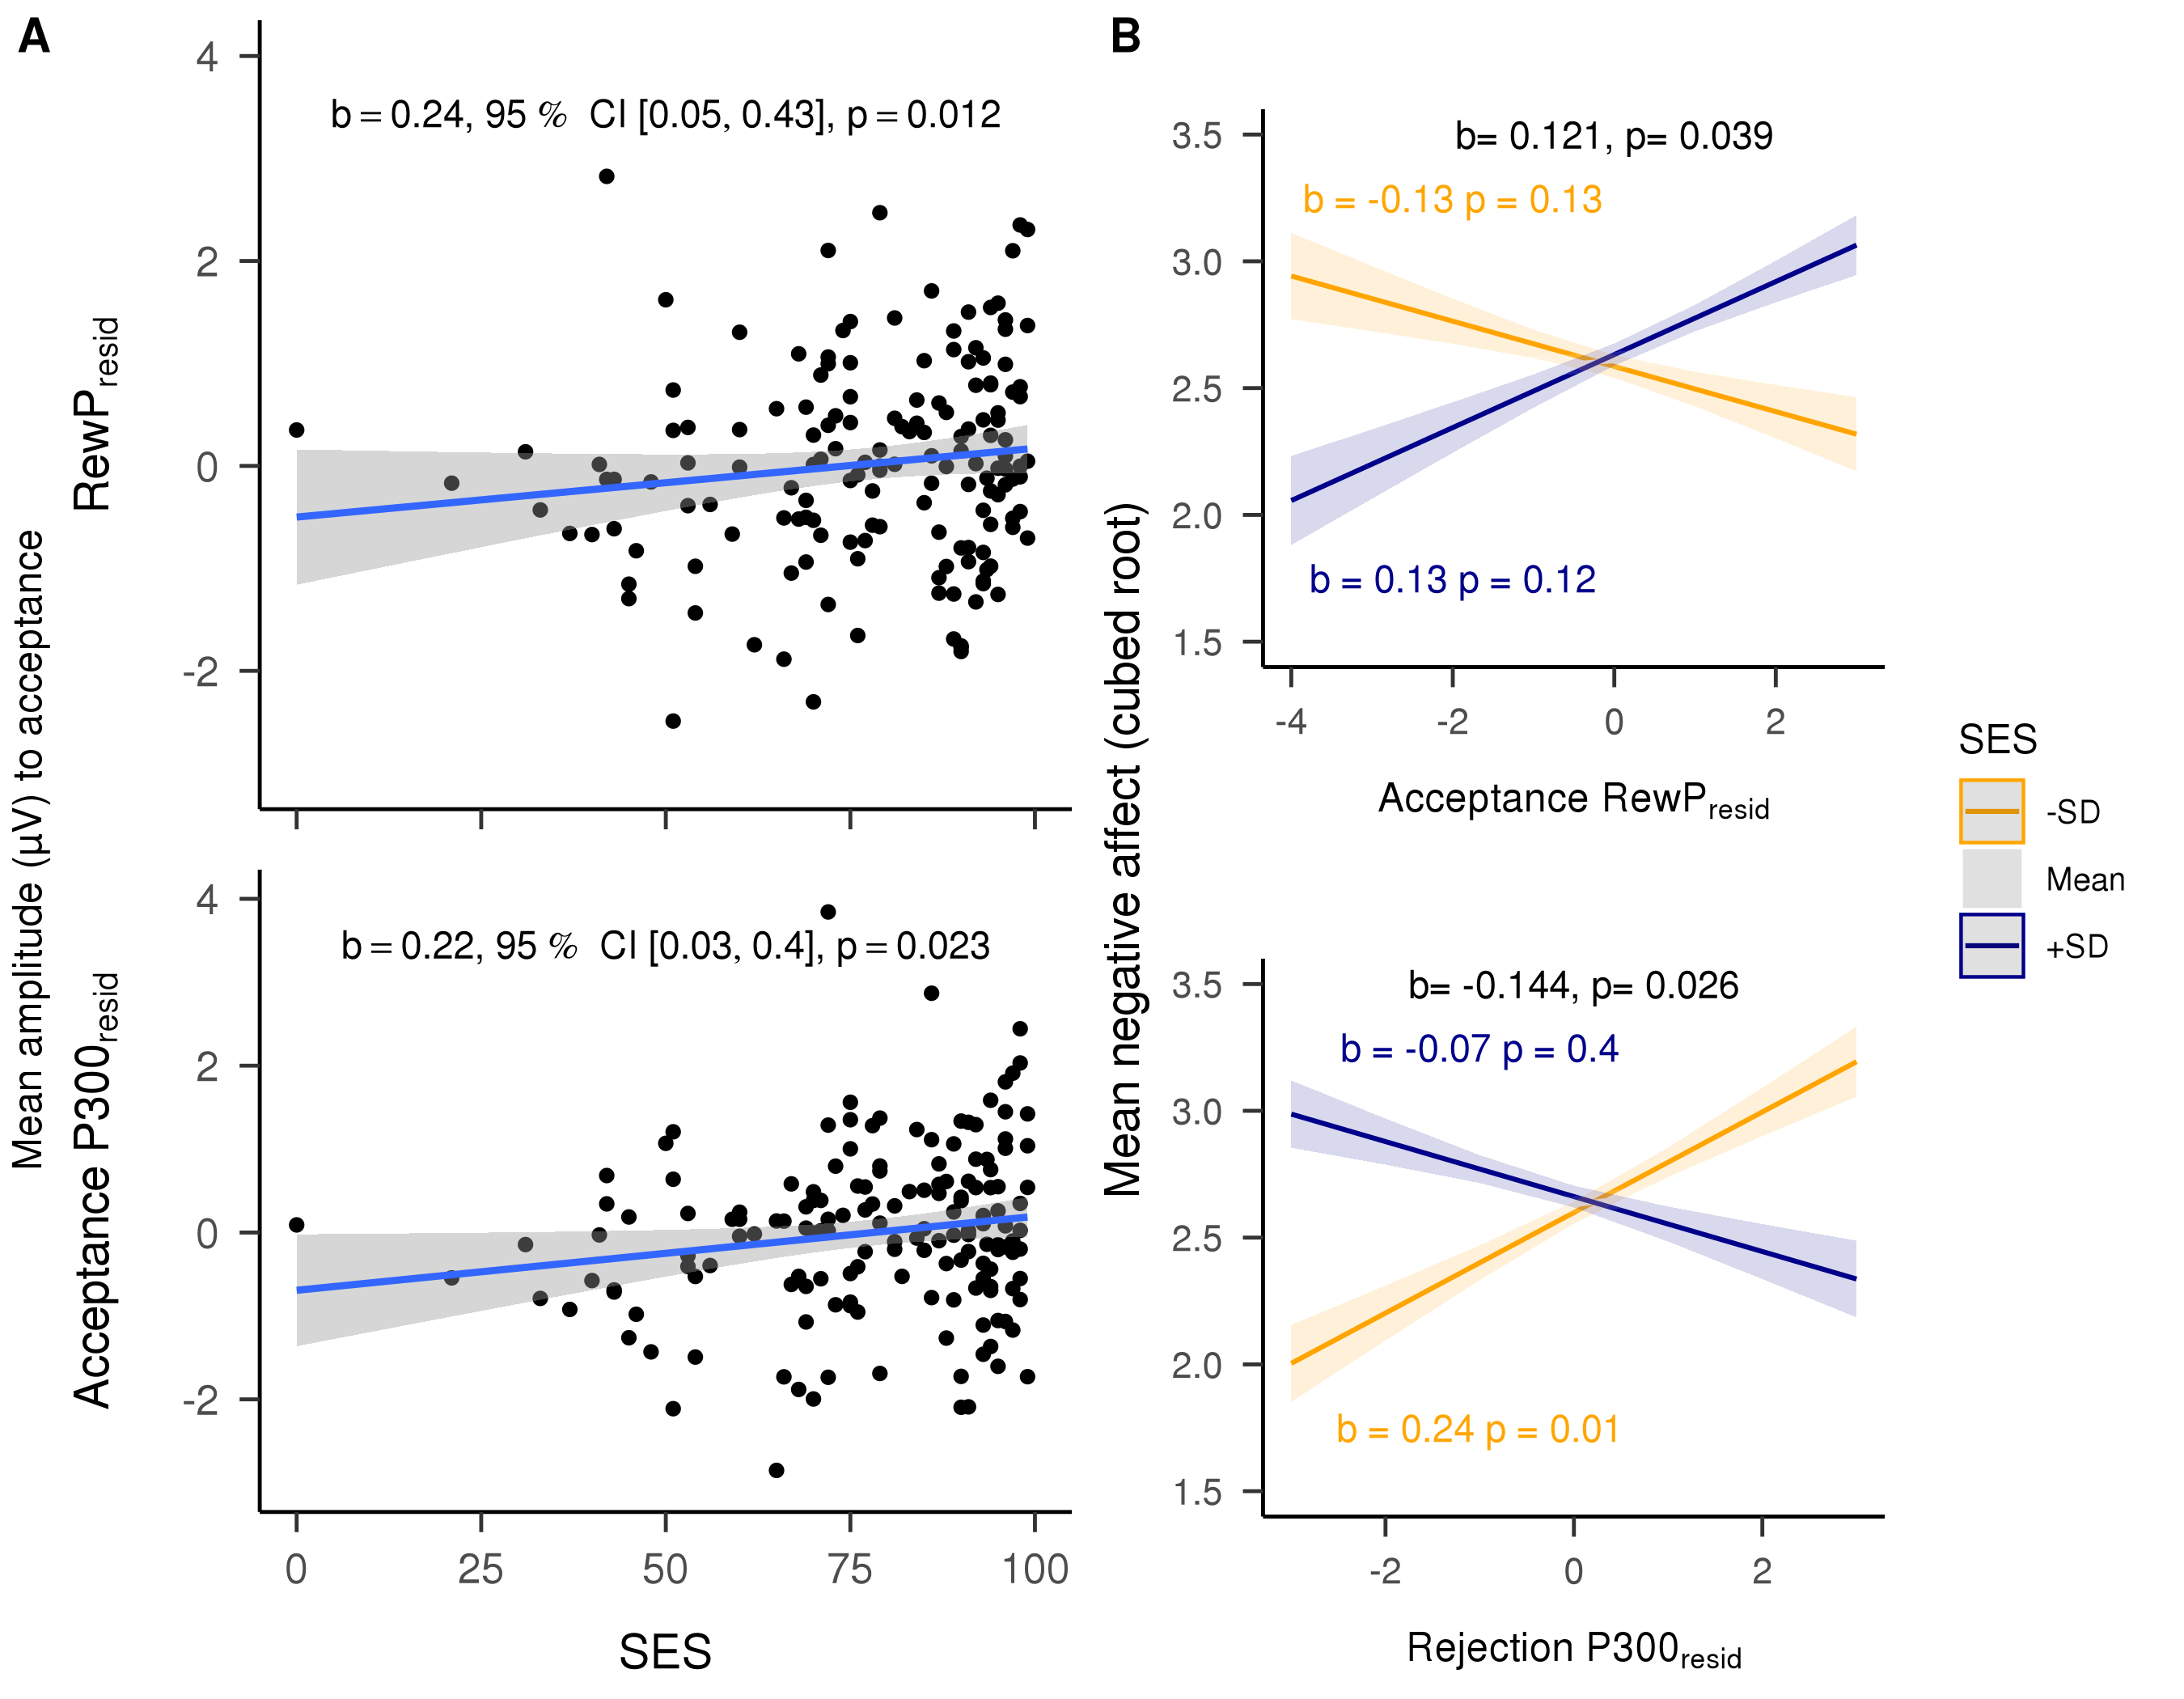 A
4
b = 0.24, 95 % CI [0.05, 0.43], p = 0.012
2
0
-2
RewPresid
Mean amplitude (µV) to acceptance
4
b = 0.22, 95 % CI [0.03, 0.4], p = 0.023
2
0
-2
Acceptance P300resid
0 25 50 75 100
SES
B
3.5
b= 0.121, p= 0.039
b = -0.13 p = 0.13
3.0
2.5
2.0
b = 0.13 p = 0.12
1.5
-4 -2 0 2
Acceptance RewPresid
Mean negative affect (cubed root)
3.5
b= -0.144, p= 0.026
b = -0.07 p = 0.4
3.0
2.5
2.0
b = 0.24 p = 0.01
1.5
-2 0 2
Rejection P300resid
SES
-SD
Mean
+SD